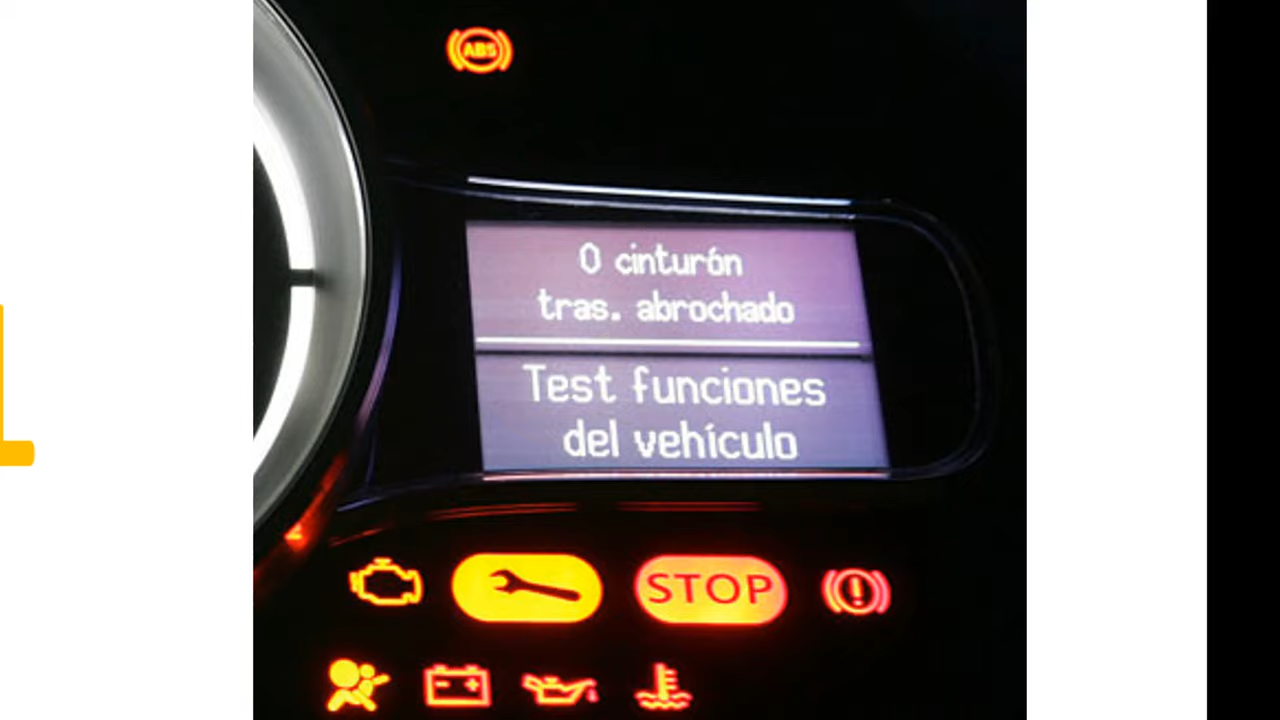 ABS
0 cinturón
tras. abrochado
Test funciones
del vehículo
STOP